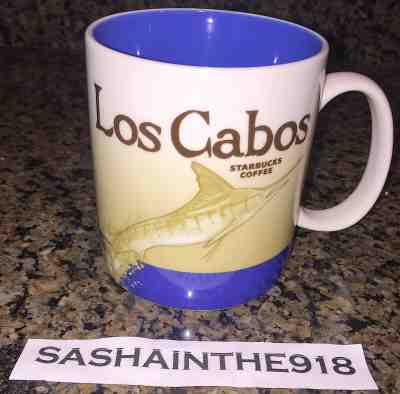 Los Cabos
STARBUCKS
COFFEE
SASHAINTHE918